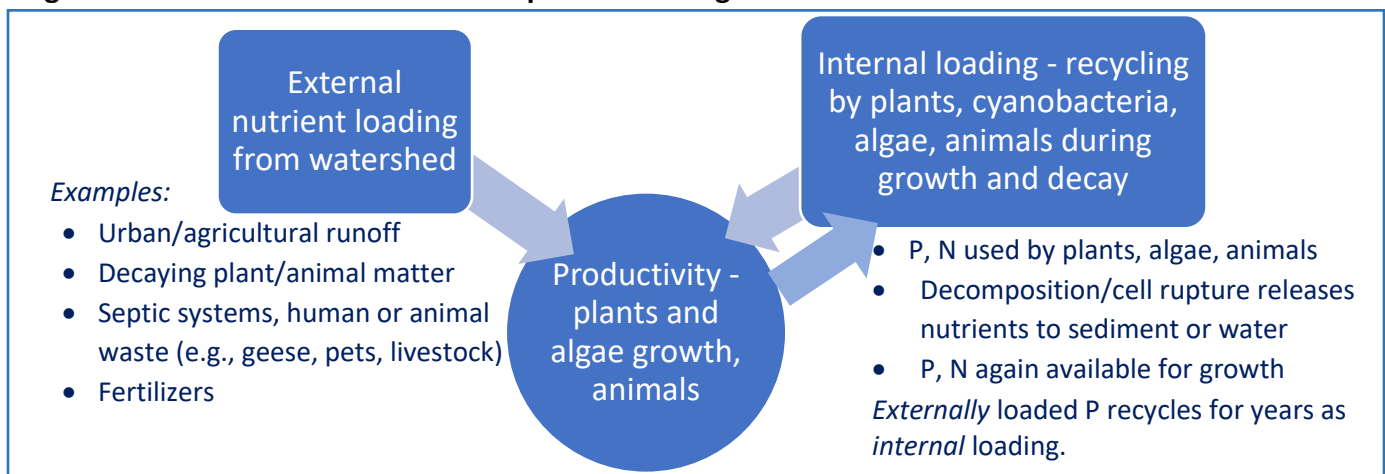 External
nutrient loading
from watershed
Internal loading - recycling
by plants, cyanobacteria,
algae, animals during
growth and decay
Examples:
• Urban/agricultural runoff
• Decaying plant/animal matter
• Septic systems, human or animal
waste (e.g., geese, pets, livestock)
• Fertilizers
Productivity -
plants and
algae growth,
animals
• P, N used by plants, algae, animals
• Decomposition/cell rupture releases
nutrients to sediment or water
• P, N again available for growth
Externally loaded P recycles for years as
internal loading.